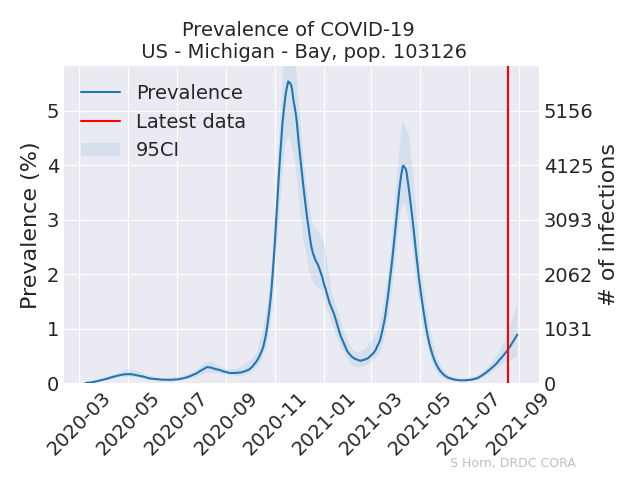 Prevalence of COVID-19
US - Michigan - Bay, pop. 103126
Prevalence
Latest data
95CI
Prevalence (%)
5
4
3
2
1
0
5156
4125
3093
2062
1031
0
# of infections
2020-03
2020-05
2020-07
2020-09
2020-11
2021-01
2021-03
2021-05
2021-07
2021-09
S Horn, DRDC CORA